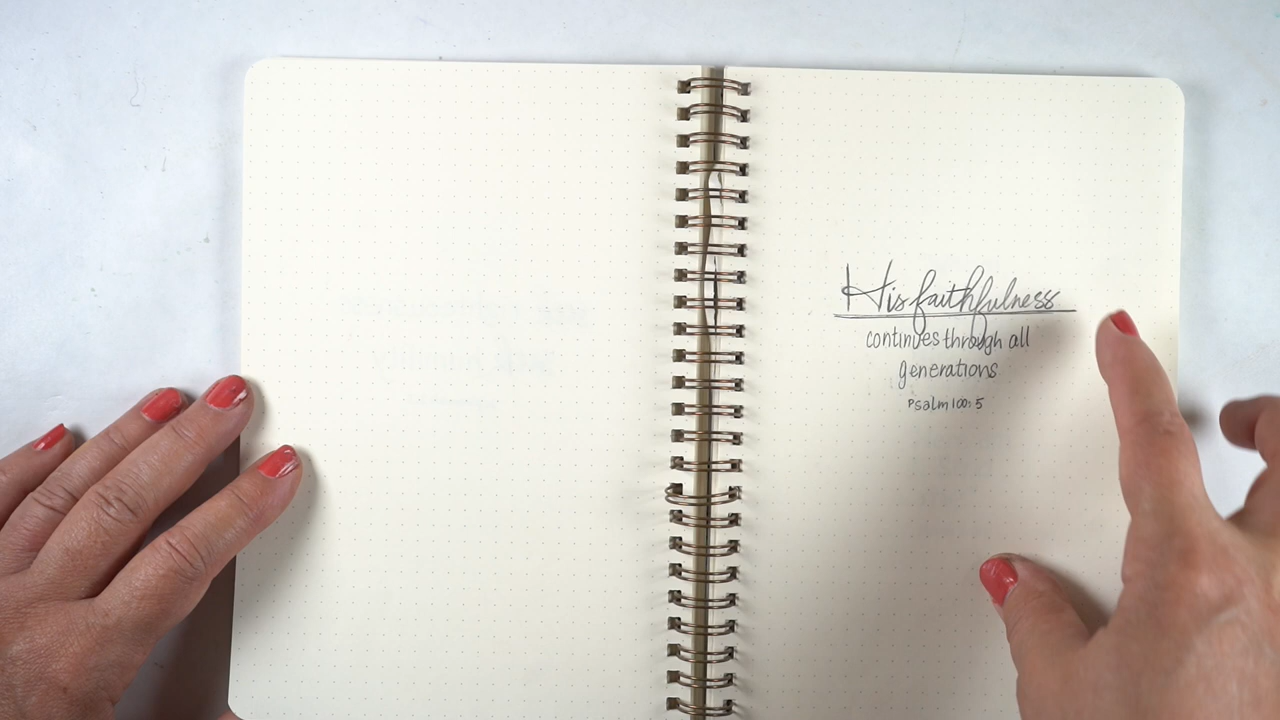 His faithfulness
continues through all
generations
Psalm 100:5